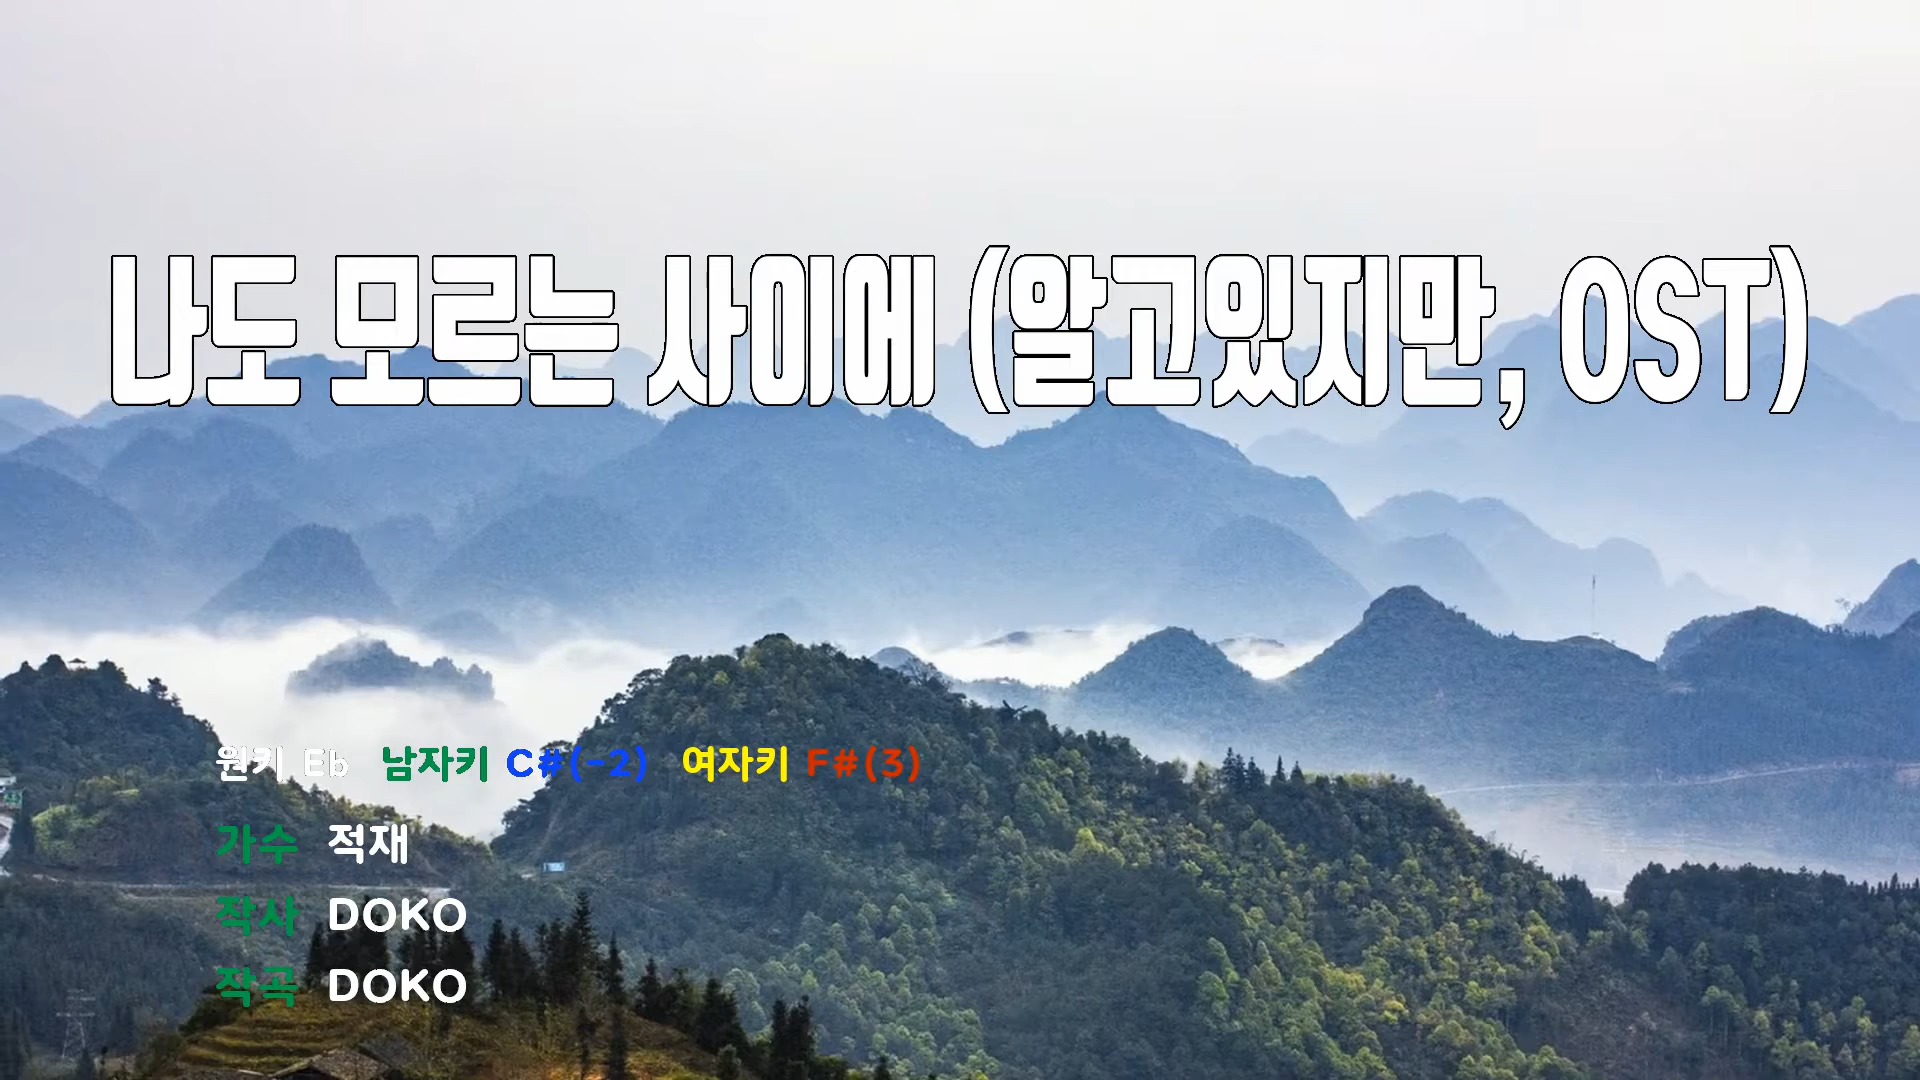 나도 모르는 사이에 (알고있지만, OST)
원키 Eb 남자키 C#(-2) 여자키 F#(3)
가수 적재
작사 DOKO
작곡 DOKO